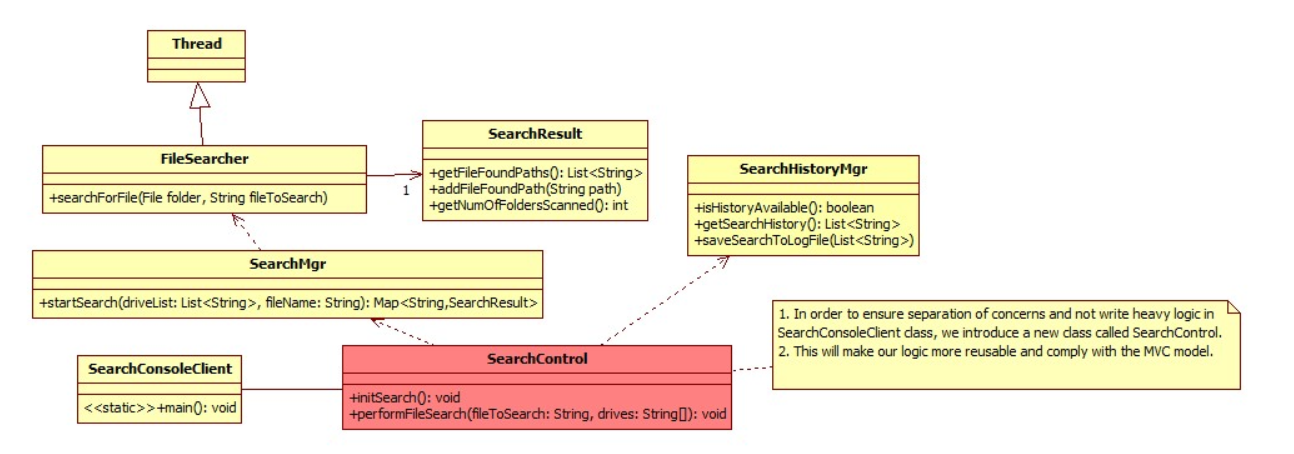 Thread
FileSearcher
+searchForFile(File folder, String fileToSearch)
1
SearchResult
+getFileFoundPaths(): List<String>
+addFileFoundPath(String path)
+getNumOfFoldersScanned(): int
SearchHistoryMgr
+isHistoryAvailable(): boolean
+getSearchHistory(): List<String>
+saveSearchToLogFile(List<String>)
SearchMgr
+startSearch(driveList: List<String>, fileName: String): Map<String,SearchResult>
1. In order to ensure separation of concerns and not write heavy logic in
SearchConsoleClient class, we introduce a new class called SearchControl.
2. This will make our logic more reusable and comply with the MVC model.
SearchConsoleClient
<<static>>+main(): void
SearchControl
+initSearch(): void
+performFileSearch(fileToSearch: String, drives: String[]): void